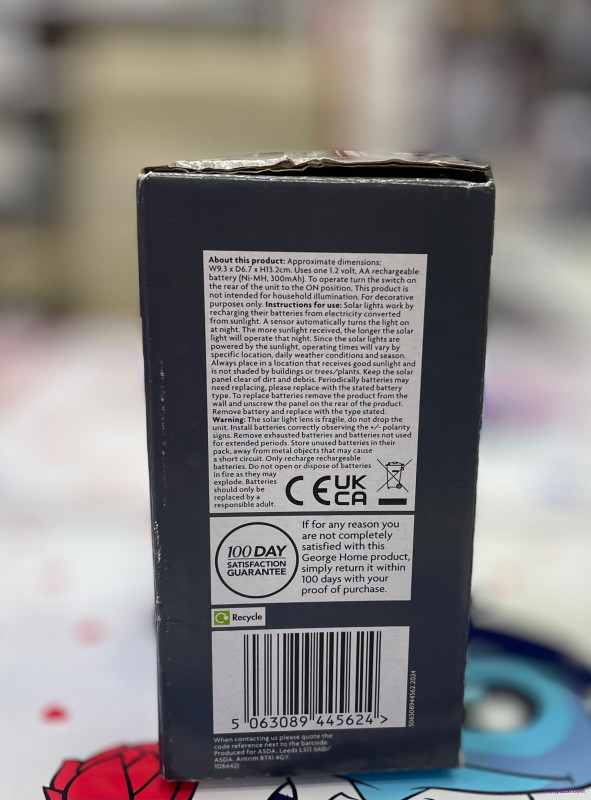 About this product: Approximate dimensions:
W9.3 x D6.7 x H13.2cm. Uses one 1.2 volt, AA rechargeable
battery (Ni-MH, 300mAh). To operate turn the switch on
the rear of the unit to the ON position. This product is
not intended for household illumination. For decorative
purposes only. Instructions for use: Solar lights work by
recharging their batteries from electricity converted
from sunlight. A sensor automatically turns the light on
at night. The more sunlight received, the longer the solar
light will operate that night. Since the solar lights are
powered by the sunlight, operating times will vary by
specific location, daily weather conditions and season.
Always place in a location that receives good sunlight and
is not shaded by buildings or trees/plants. Keep the solar
panel clear of dirt and debris. Periodically batteries may
need replacing, please replace with the stated battery
type. To replace batteries remove the product from the
wall and unscrew the panel on the rear of the product.
Remove battery and replace with the type stated.
Warning: The solar light lens is fragile, do not drop the
unit. Install batteries correctly observing the +/- polarity
signs. Remove exhausted batteries and batteries not used
for extended periods. Store unused batteries in their
pack, away from metal objects that may cause
a short circuit. Only recharge rechargeable
batteries. Do not open or dispose of batteries
in fire as they may
explode. Batteries
should only be
replaced by a
responsible adult.
CE UK
CA
100 DAY
SATISFACTION
GUARANTEE
If for any reason you
are not completely
satisfied with this
George Home product,
simply return it within
100 days with your
proof of purchase.
Recycle
5 063089 445624 >
5063089445624.2024
When contacting us please quote the
code reference next to the barcode.
Produced for ASDA, Leeds LS11 5AD/
ASDA, Antrim BT41 4GY.